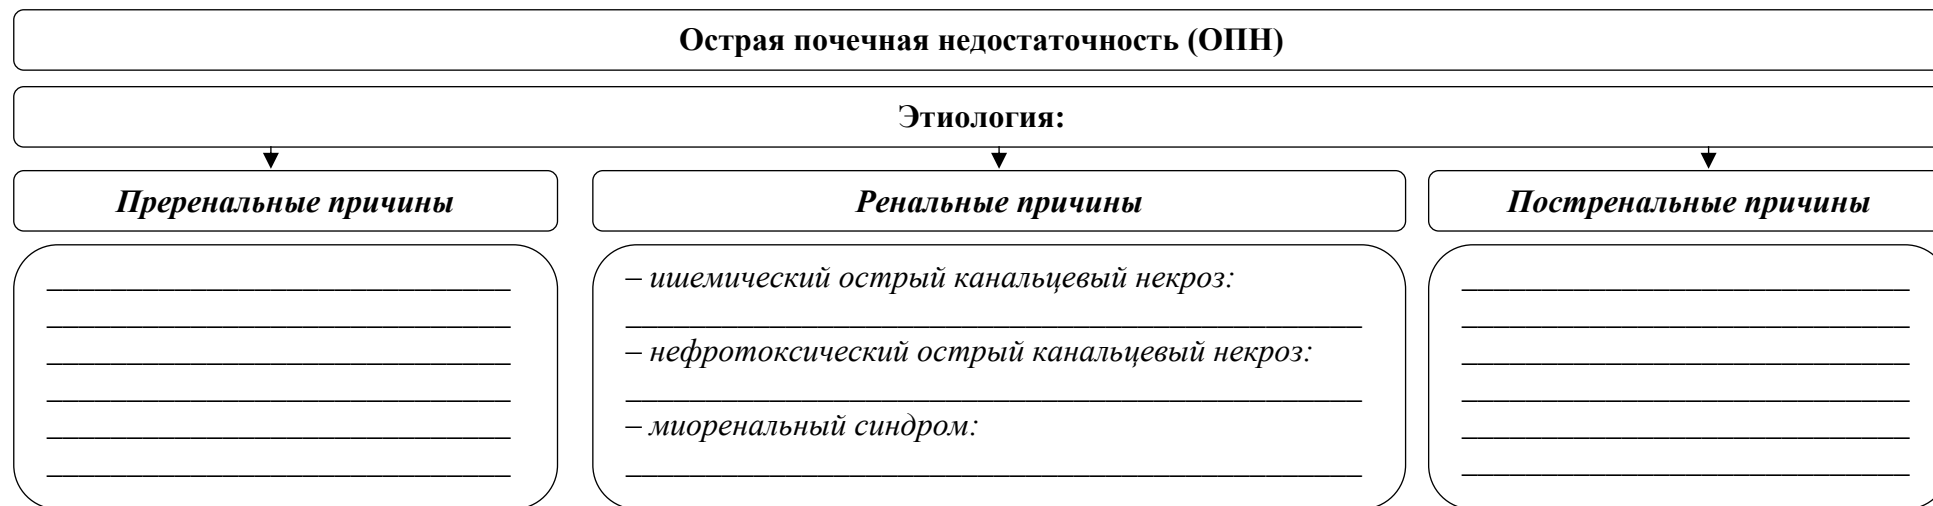 Острая почечная недостаточность (ОПН)
Этиология:
Преренальные причины
Ренальные причины
Постренальные причины
– ишемический острый канальцевый некроз:
– нефротоксический острый канальцевый некроз:
– миоренальный синдром: